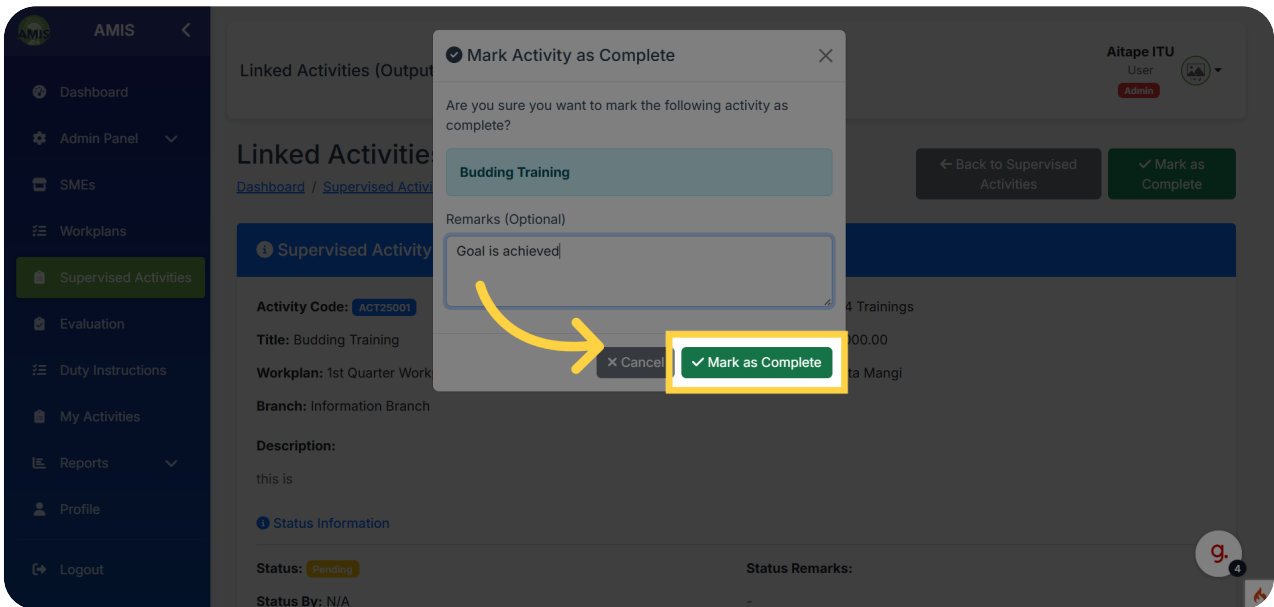 AMIS
AMIS
Dashboard
Admin Panel
SMEs
Workplans
Supervised Activities
Evaluation
Duty Instructions
My Activities
Reports
Profile
Logout
Linked Activities (Output
Aitape ITU
User
Admin
Linked Activities
Dashboard / Supervised Activi
Back to Supervised
Activities
Mark as
Complete
Supervised Activity
Activity Code: ACT25001
4 Trainings
Title: Budding Training
000.00
Workplan: 1st Quarter Work
ta Mangi
Branch: Information Branch
Description:
this is
Status Information
Status: Pending
Status Remarks:
Status By: N/A
-
Mark Activity as Complete
Are you sure you want to mark the following activity as
complete?
Budding Training
Remarks (Optional)
Goal is achieved
Cancel
Mark as Complete
g.
4